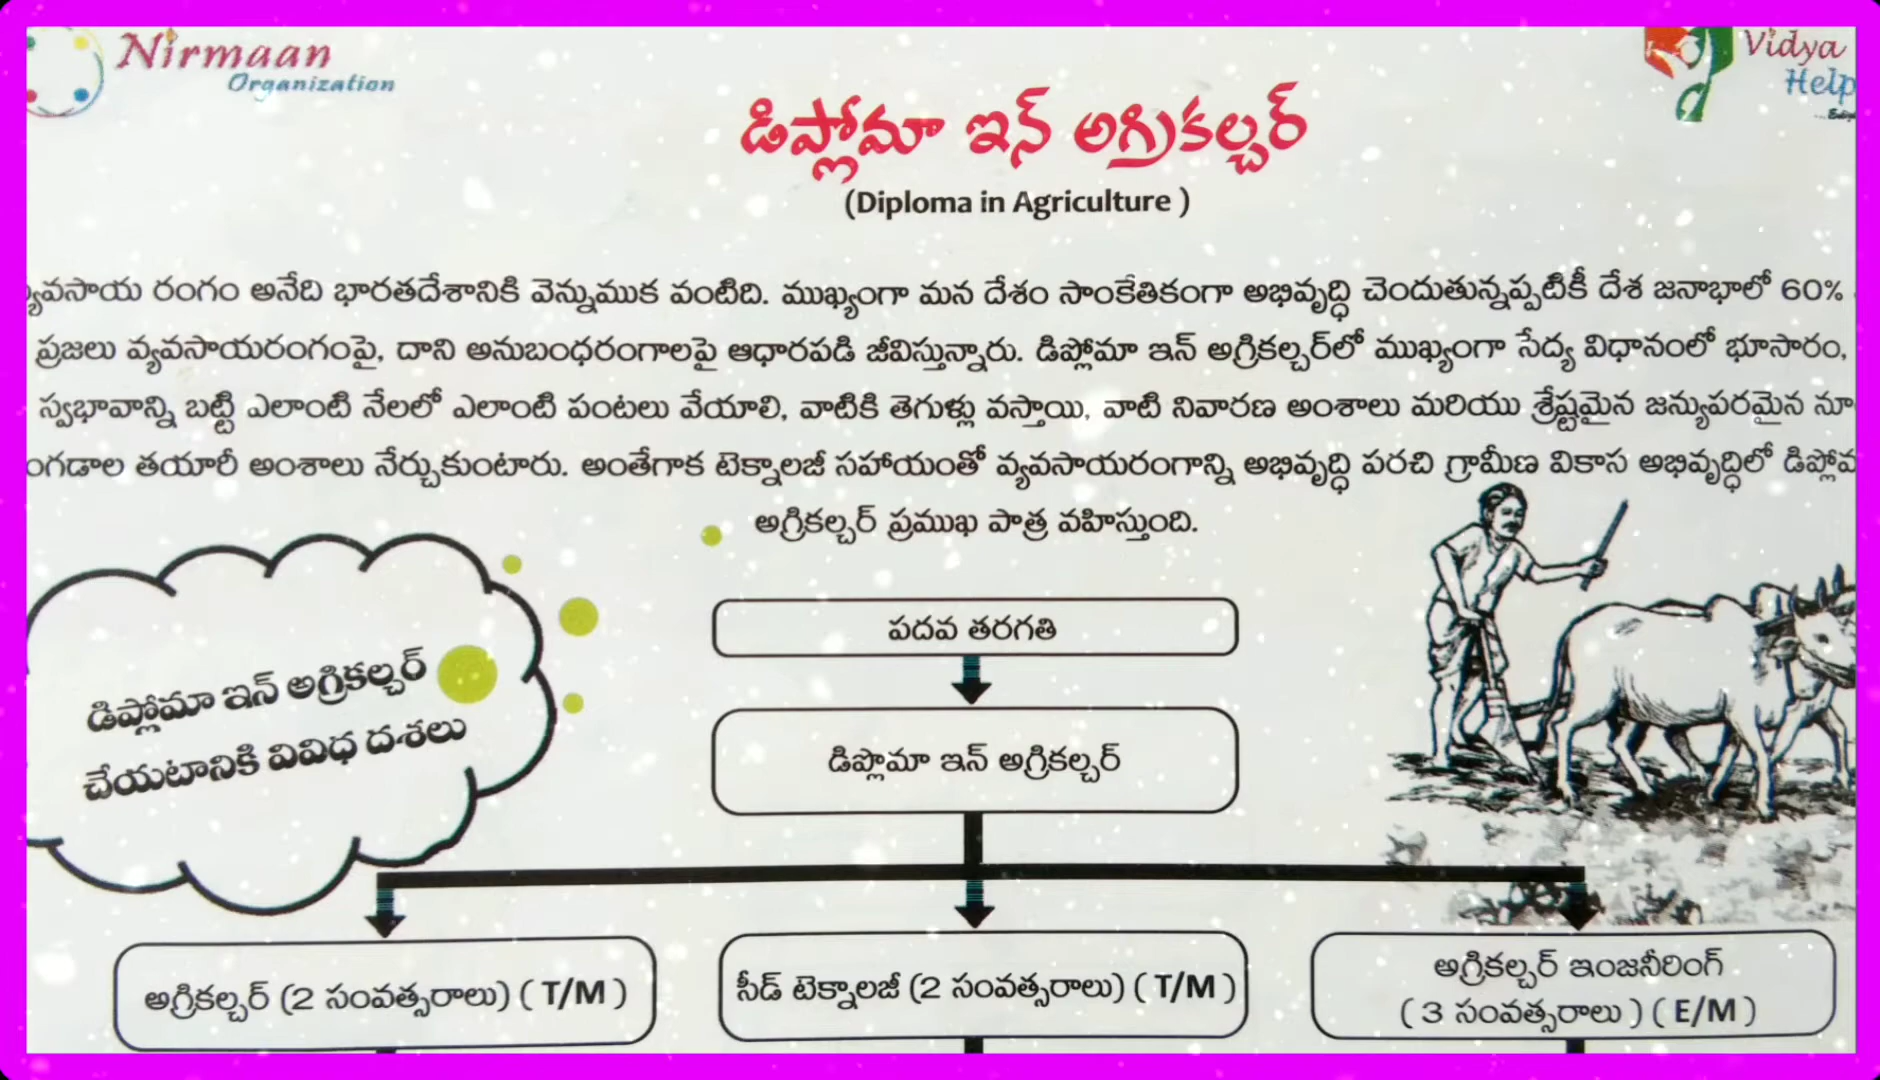 Nirmaan
Organization
Vidya
Help
డిప్లోమా ఇన్ అగ్రికల్చర్
(Diploma in Agriculture )
వ్యవసాయ రంగం అనేది భారతదేశానికి వెన్నుముక వంటిది. ముఖ్యంగా మన దేశం సాంకేతికంగా అభివృద్ధి చెందుతున్నప్పటికీ దేశ జనాభాలో 60%
ప్రజలు వ్యవసాయరంగంపై, దాని అనుబంధరంగాలపై ఆధారపడి జీవిస్తున్నారు. డిప్లోమా ఇన్ అగ్రికల్చర్‌లో ముఖ్యంగా సేద్య విధానంలో భూసారం,
స్వభావాన్ని బట్టి ఎలాంటి నేలలో ఎలాంటి పంటలు వేయాలి, వాటికి తెగుళ్లు వస్తాయి, వాటి నివారణ అంశాలు మరియు శ్రేష్టమైన జన్యుపరమైన నూ
ంగడాల తయారీ అంశాలు నేర్చుకుంటారు. అంతేగాక టెక్నాలజీ సహాయంతో వ్యవసాయరంగాన్ని అభివృద్ధి పరచి గ్రామీణ వికాస అభివృద్ధిలో డిప్లోమ
అగ్రికల్చర్ ప్రముఖ పాత్ర వహిస్తుంది.
డిప్లోమా ఇన్ అగ్రికల్చర్
చేయటానికి వివిధ దశలు
పదవ తరగతి
డిప్లొమా ఇన్ అగ్రికల్చర్
అగ్రికల్చర్ (2 సంవత్సరాలు) ( T/M )
సీడ్ టెక్నాలజీ (2 సంవత్సరాలు) ( T/M )
అగ్రికల్చర్ ఇంజనీరింగ్
( 3 సంవత్సరాలు ) ( E/M )